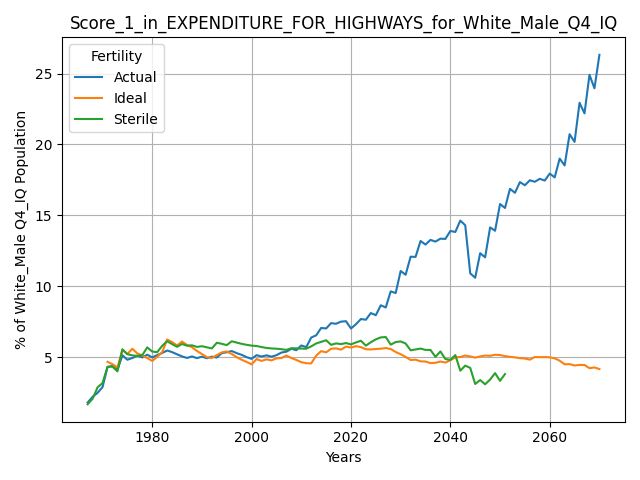 Score_1_in_EXPENDITURE_FOR_HIGHWAYS_for_White_Male_Q4_IQ
Fertility
Actual
Ideal
Sterile
% of White_Male Q4_IQ Population
25
20
15
10
5
1980
2000
2020
2040
2060
Years